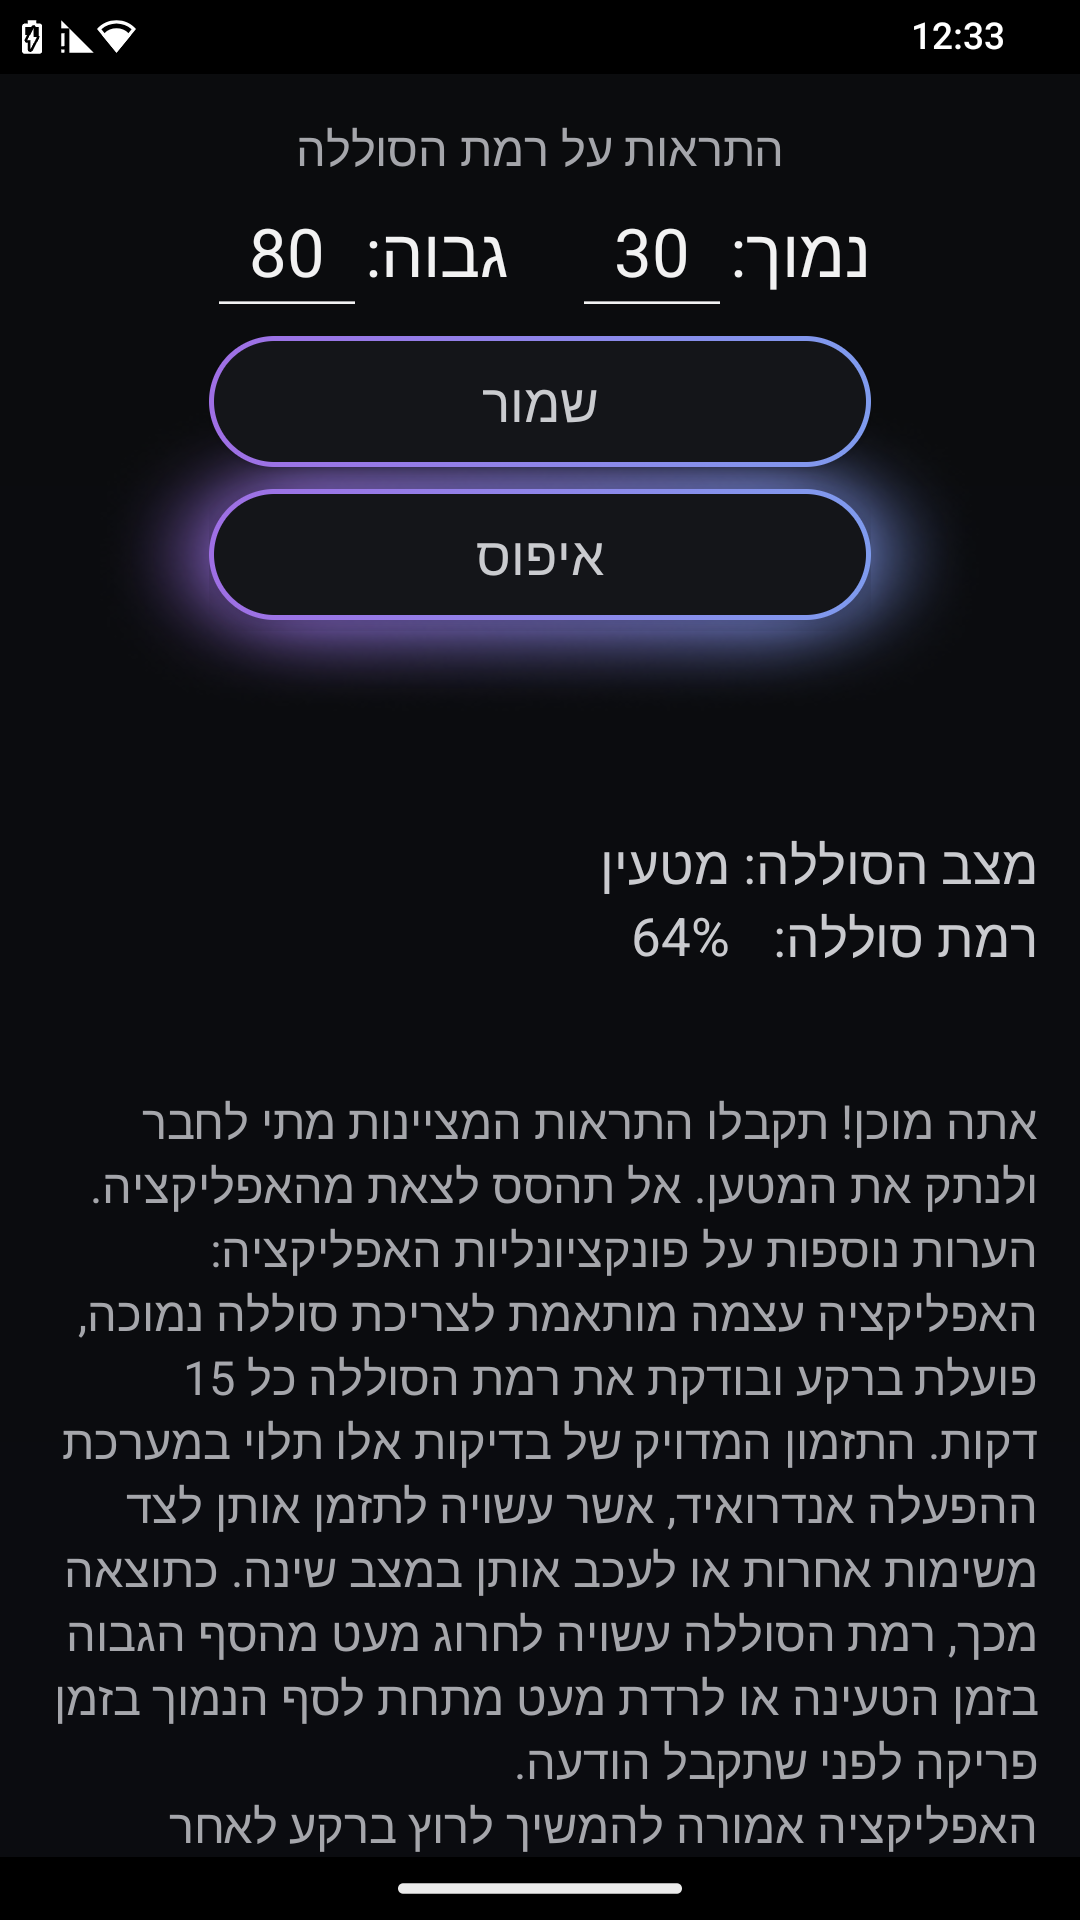 12:33
התראות על רמת הסוללה
נמוך: 30 גבוה: 80
שמור
איפוס
מצב הסוללה: מטעין
רמת סוללה: 64%
אתה מוכן! תקבלו התראות המציינות מתי לחבר
ולנתק את המטען. אל תהסס לצאת מהאפליקציה.
הערות נוספות על פונקציונליות האפליקציה:
האפליקציה עצמה מותאמת לצריכת סוללה נמוכה,
פועלת ברקע ובודקת את רמת הסוללה כל 15
דקות. התזמון המדויק של בדיקות אלו תלוי במערכת
ההפעלה אנדרואיד, אשר עשויה לתזמן אותן לצד
משימות אחרות או לעכב אותן במצב שינה. כתוצאה
מכך, רמת הסוללה עשויה לחרוג מעט מהסף הגבוה
בזמן הטעינה או לרדת מעט מתחת לסף הנמוך בזמן
פריקה לפני שתקבל הודעה.
האפליקציה אמורה להמשיך לרוץ ברקע לאחר